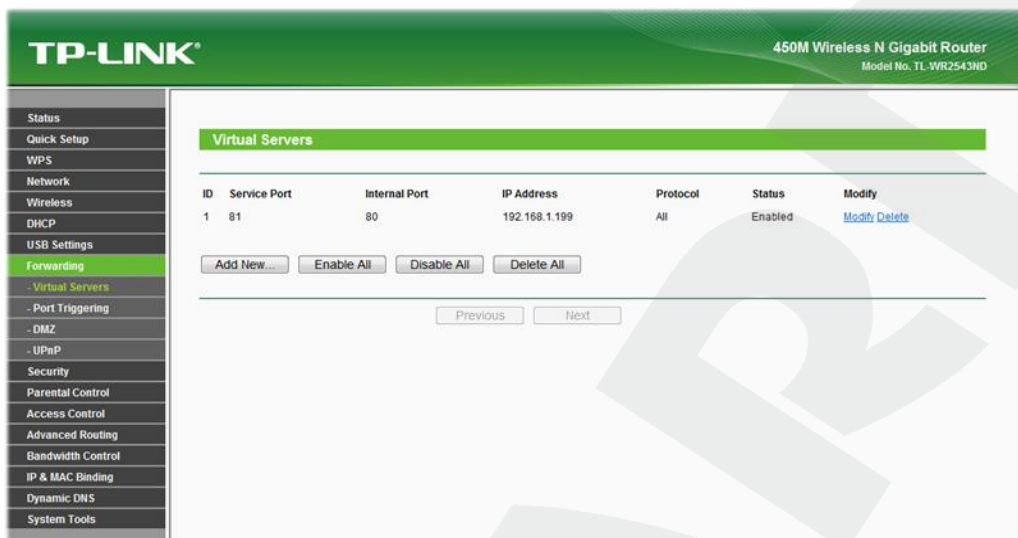 TP-LINK®
450M Wireless N Gigabit Router
Model No. TL-WR2543ND
Status
Quick Setup
WPS
Network
Wireless
DHCP
USB Settings
Forwarding
- Virtual Servers
- Port Triggering
- DMZ
- UPnP
Security
Parental Control
Access Control
Advanced Routing
Bandwidth Control
IP & MAC Binding
Dynamic DNS
System Tools
Virtual Servers
ID Service Port Internal Port IP Address Protocol Status Modify
1 81 80 192.168.1.199 All Enabled Modify Delete
Add New... Enable All Disable All Delete All
Previous Next